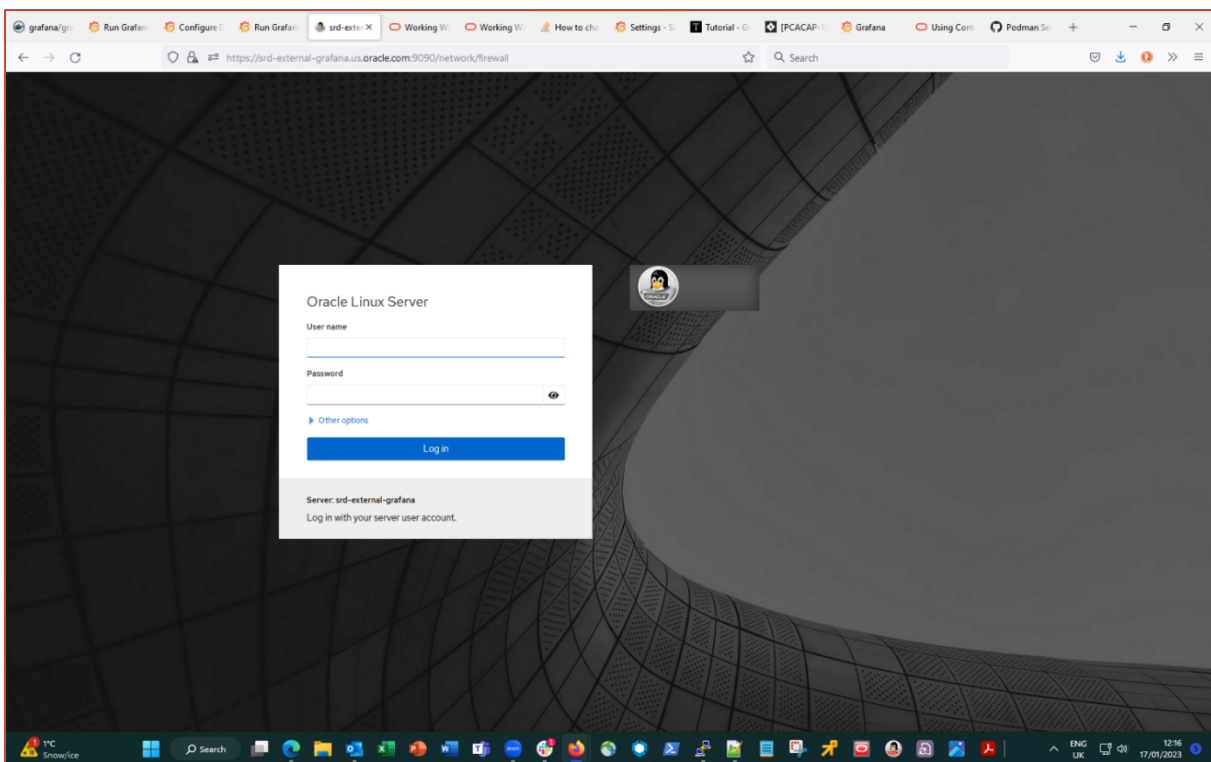 grafana/gra Run Grafan Configure D Run Grafan srd-exter Working W Working W How to cha Settings - S Tutorial - G [PCACAP- Grafana Using Cont Podman Se
https://srd-external-grafana.us.oracle.com:9090/network/firewall Search
Oracle Linux Server
User name
Password
Other options
Log in
Server: srd-external-grafana
Log in with your server user account.
ORACLE
1°C
Snow/ice
Search
ENG
UK
12:16
17/01/2023